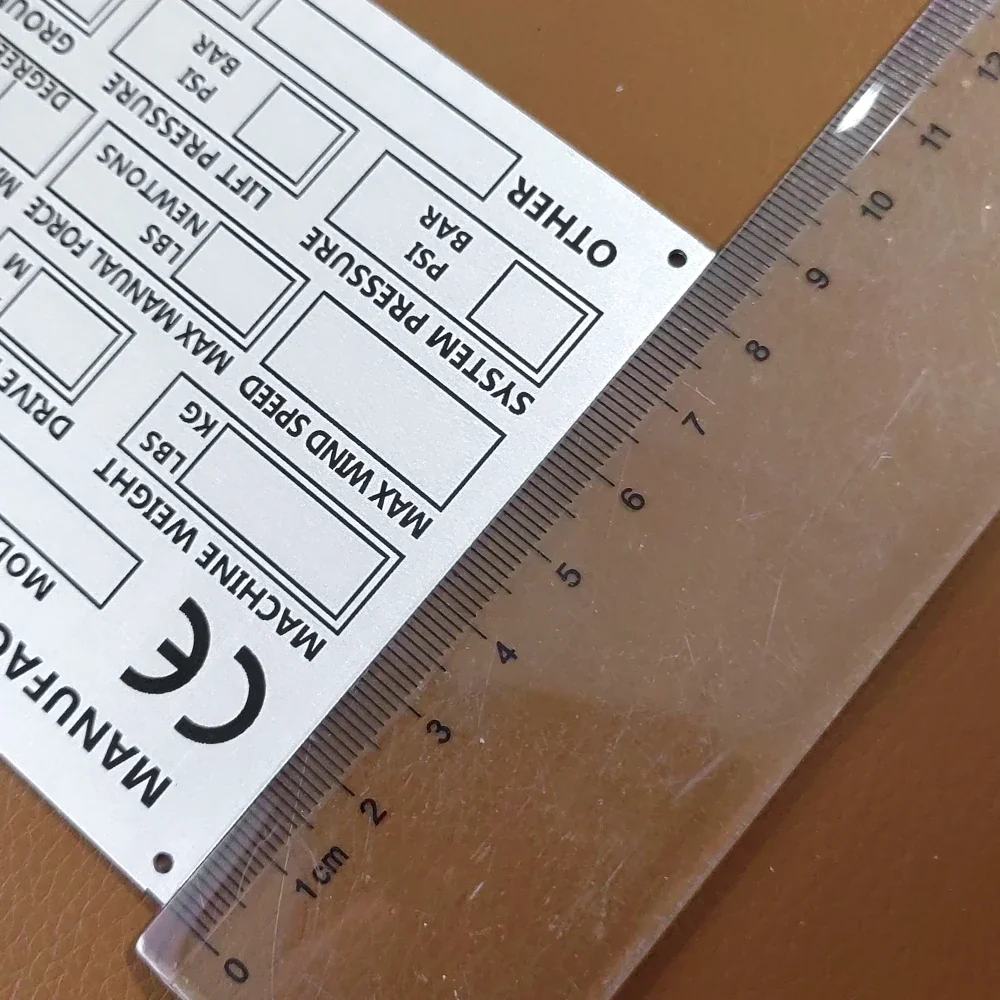 MANUFAC
CE
MOD
MACHINE WEIGHT
LBS
KG
DRIVE
M
MAX WIND SPEED
MAX MANUAL FORCE
LBS
NEWTONS
M
SYSTEM PRESSURE
PSI
BAR
LIFT PRESSURE
PSI
BAR
DEGREE
GROU
OTHER
0
1cm
2
3
4
5
6
7
8
9
10
11
12